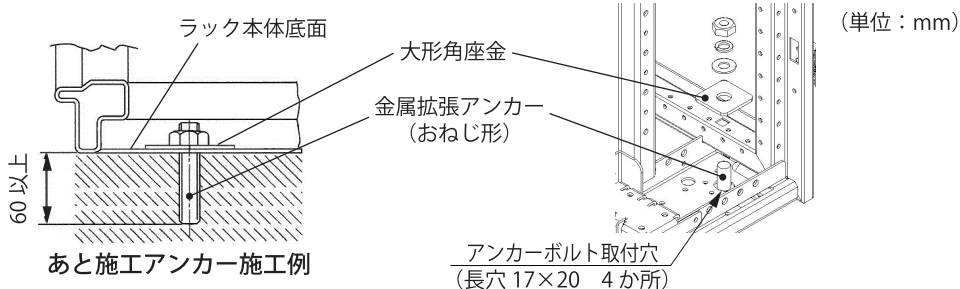 ラック本体底面
大形角座金
金属拡張アンカー
（おねじ形）
60以上
あと施工アンカー施工例
（単位：mm）
アンカーボルト取付穴
（長穴17×20　4か所）